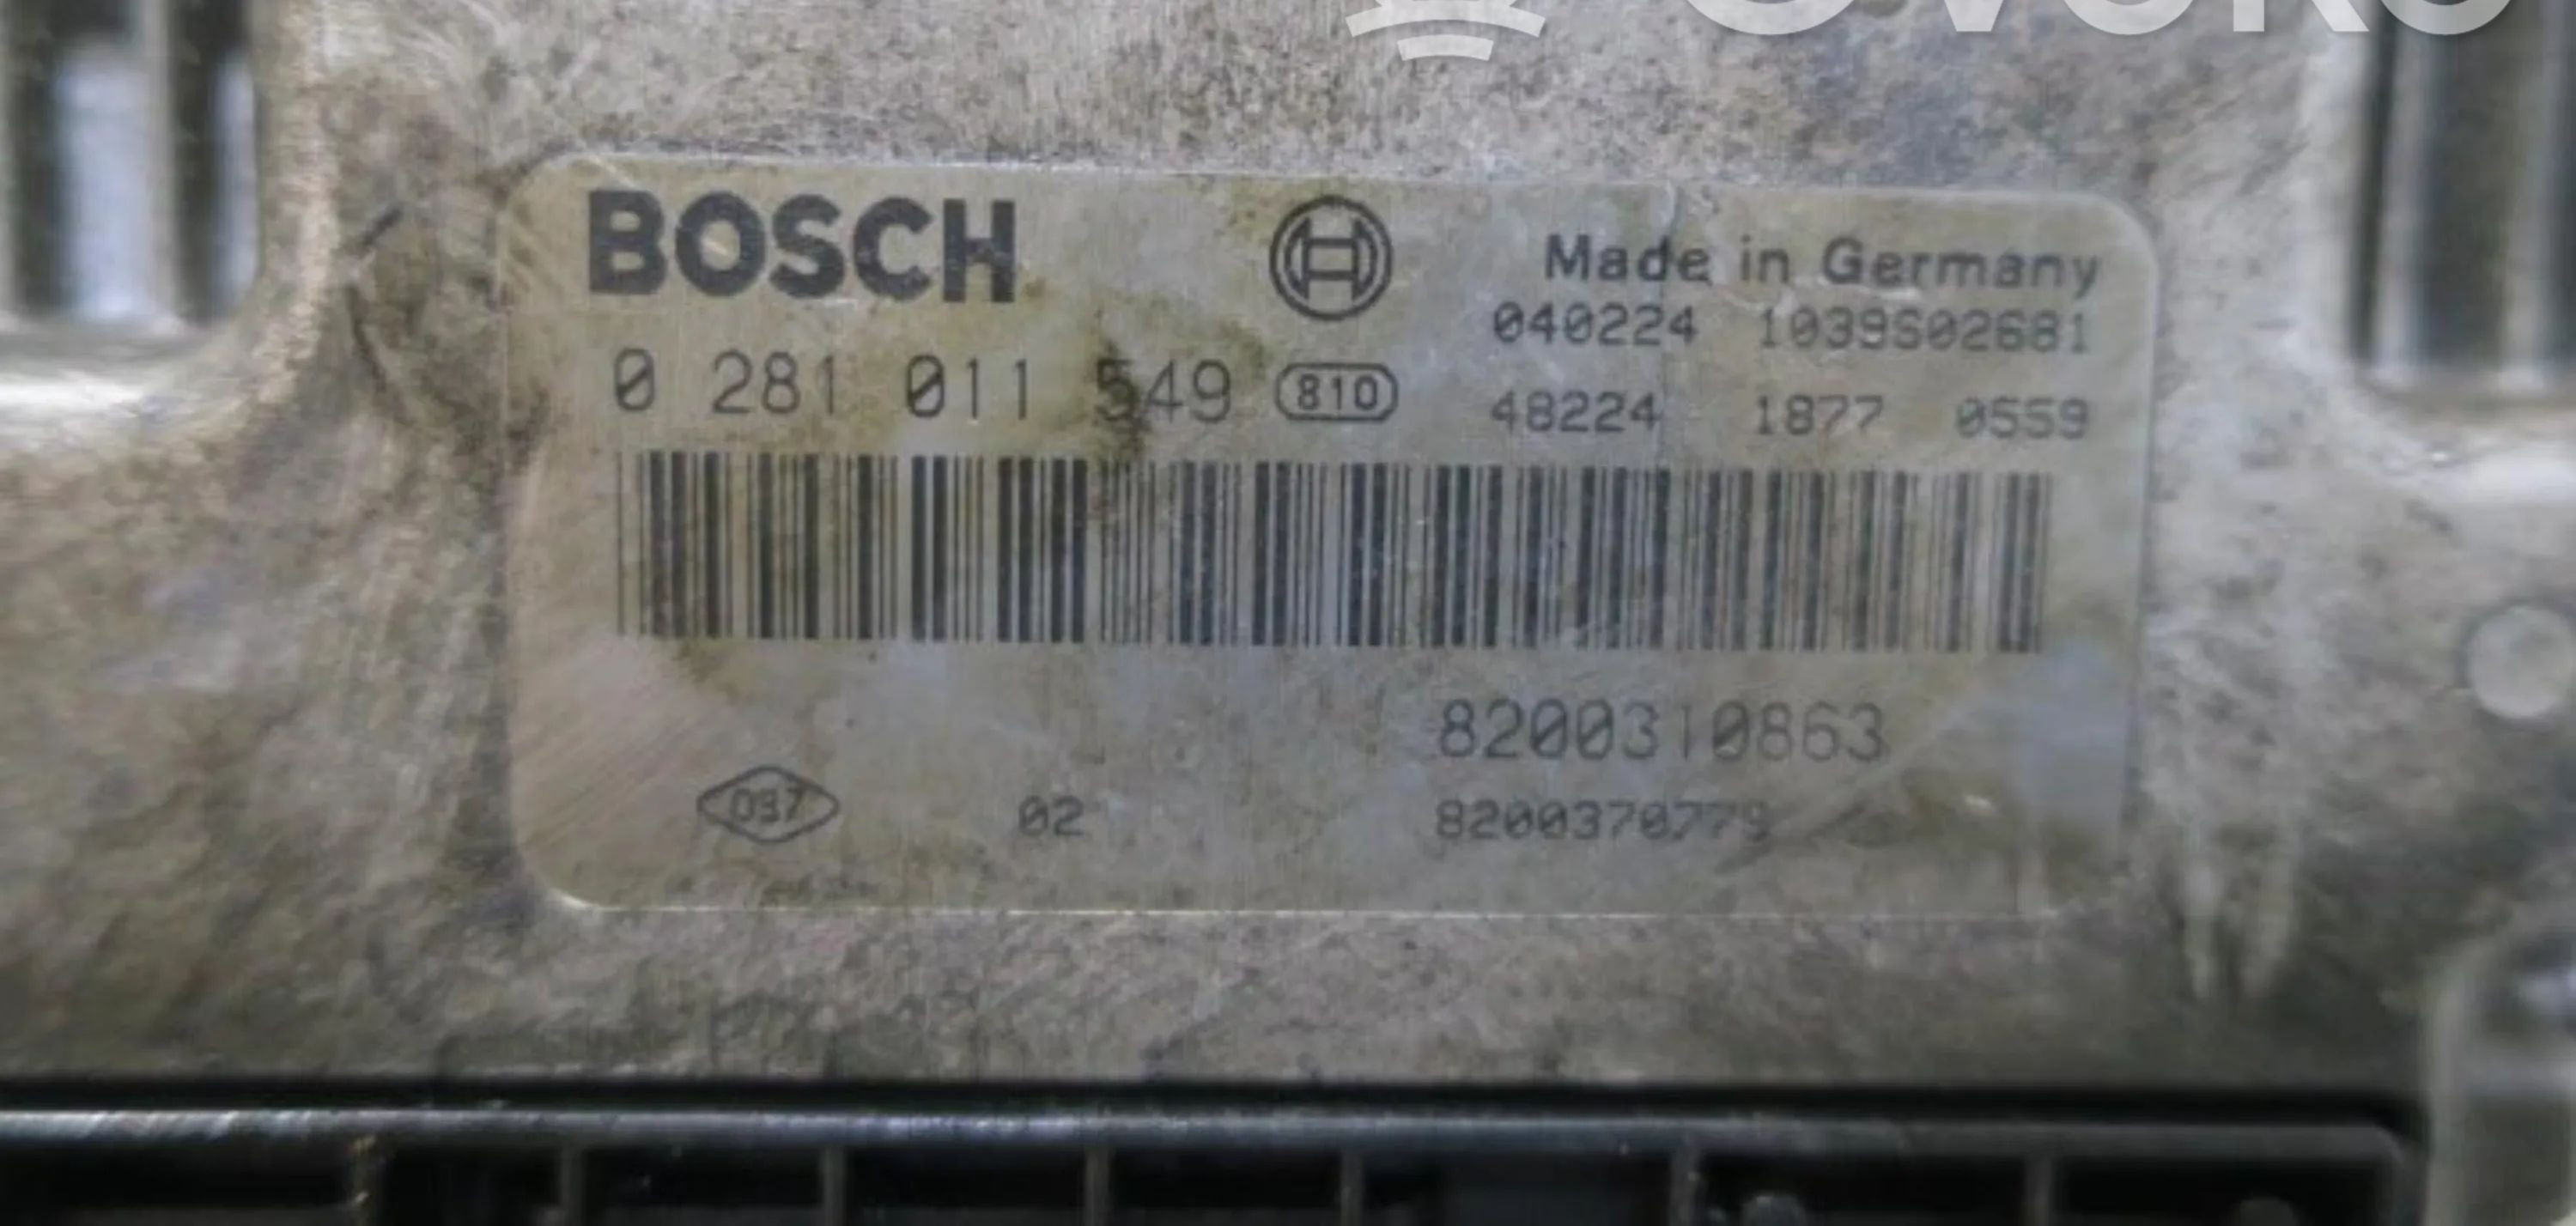 BOSCH
Made in Germany
040224 1039S02681
0 281 011 549 810
48224 1877 0559
8200310863
037 02 8200370779